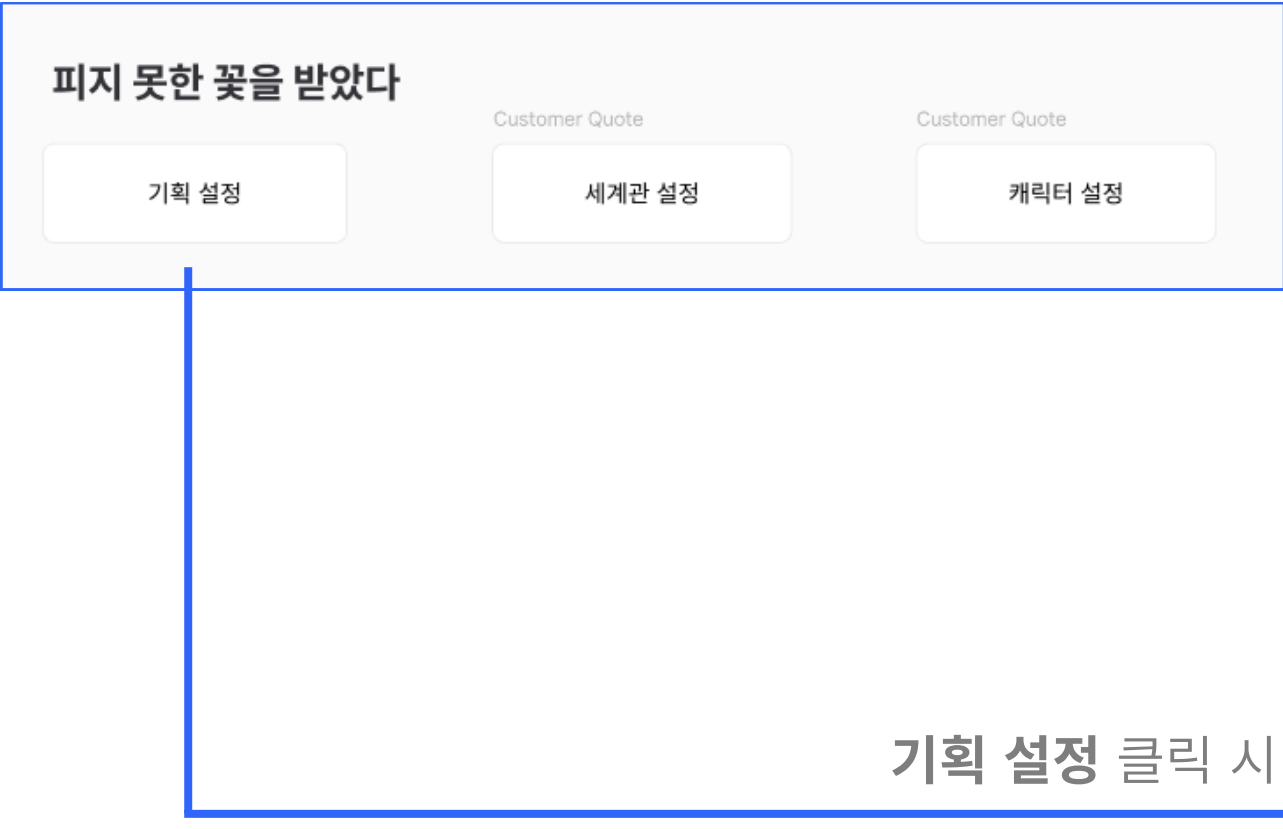 피지 못한 꽃을 받았다
Customer Quote
Customer Quote
기획 설정
세계관 설정
캐릭터 설정
기획 설정 클릭 시